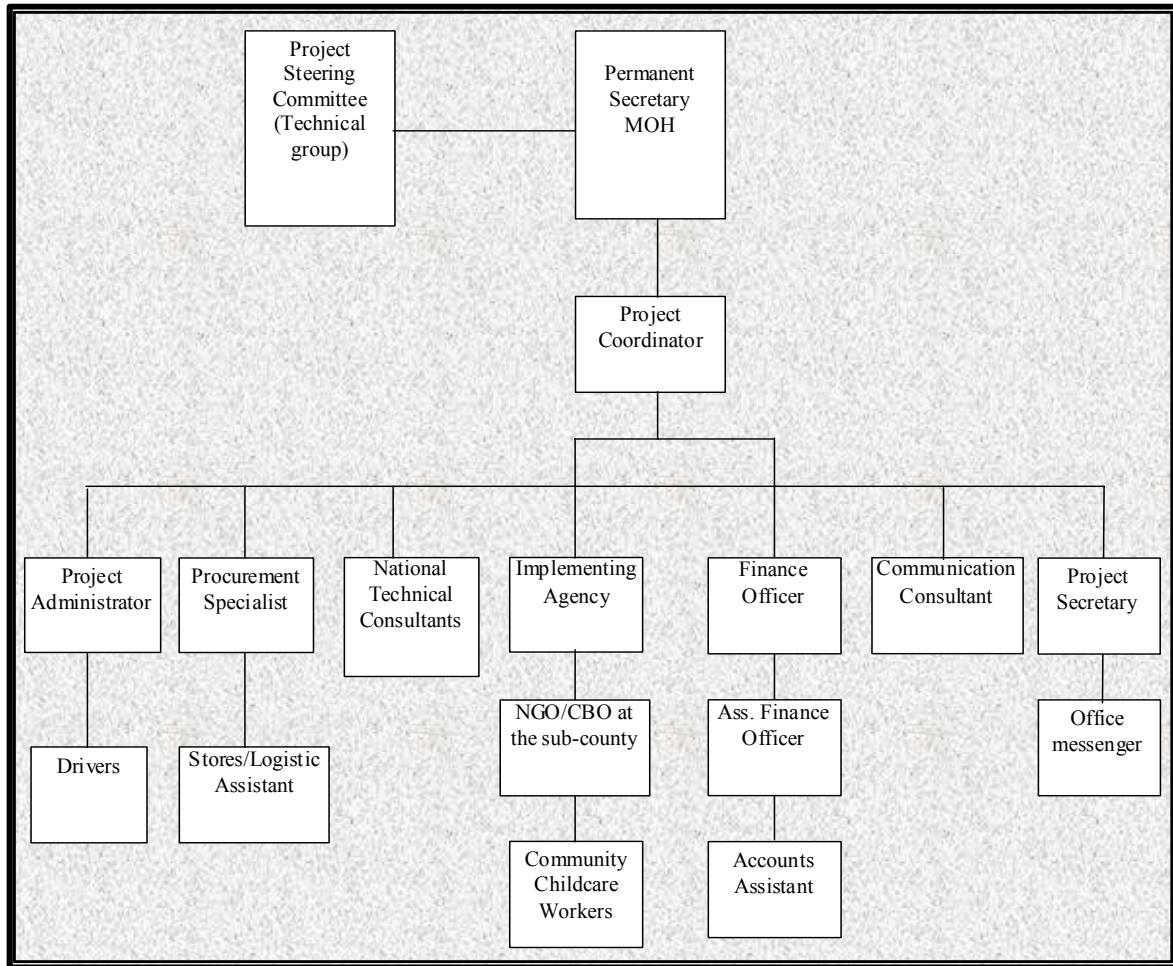 Project
Steering
Committee
(Technical
group)
Permanent
Secretary
MOH
Project
Coordinator
Project
Administrator
Procurement
Specialist
National
Technical
Consultants
Implementing
Agency
Finance
Officer
Communication
Consultant
Project
Secretary
Drivers
Stores/Logistic
Assistant
NGO/CBO at
the sub-county
Ass. Finance
Officer
Office
messenger
Community
Childcare
Workers
Accounts
Assistant